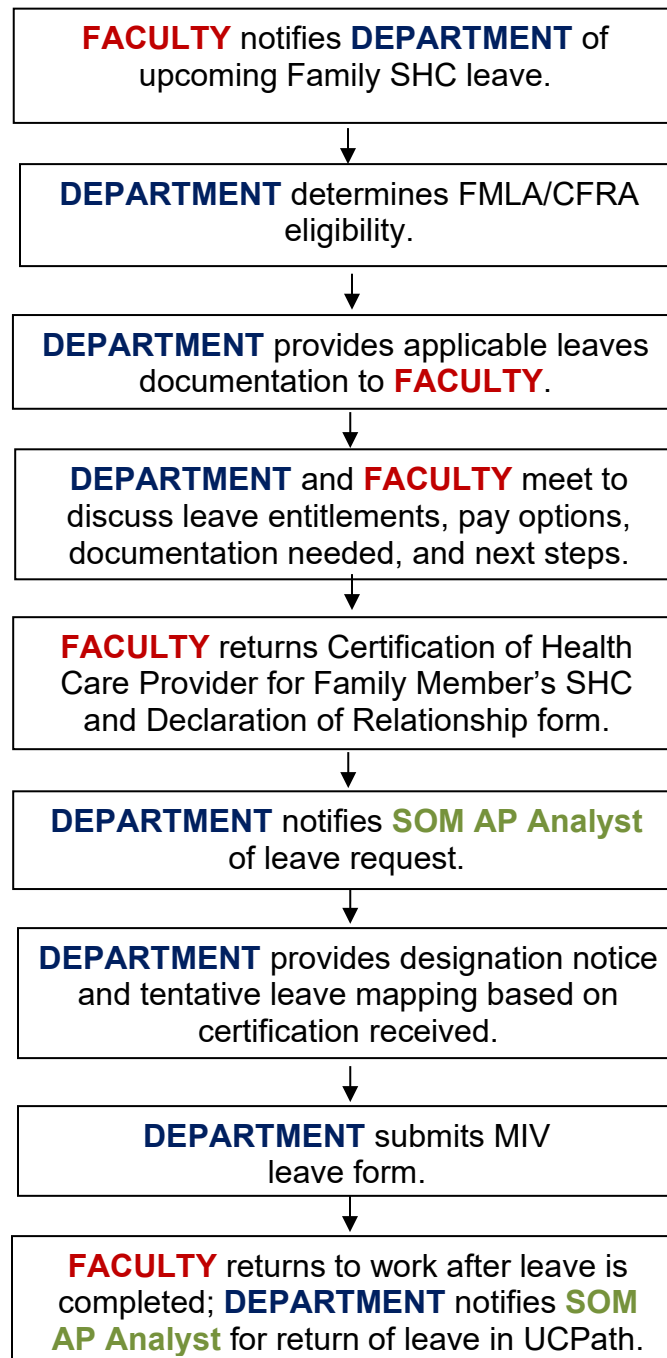 FACULTY notifies DEPARTMENT of
upcoming Family SHC leave.
DEPARTMENT determines FMLA/CFRA
eligibility.
DEPARTMENT provides applicable leaves
documentation to FACULTY.
DEPARTMENT and FACULTY meet to
discuss leave entitlements, pay options,
documentation needed, and next steps.
FACULTY returns Certification of Health
Care Provider for Family Member’s SHC
and Declaration of Relationship form.
DEPARTMENT notifies SOM AP Analyst
of leave request.
DEPARTMENT provides designation notice
and tentative leave mapping based on
certification received.
DEPARTMENT submits MIV
leave form.
FACULTY returns to work after leave is
completed; DEPARTMENT notifies SOM
AP Analyst for return of leave in UCPath.